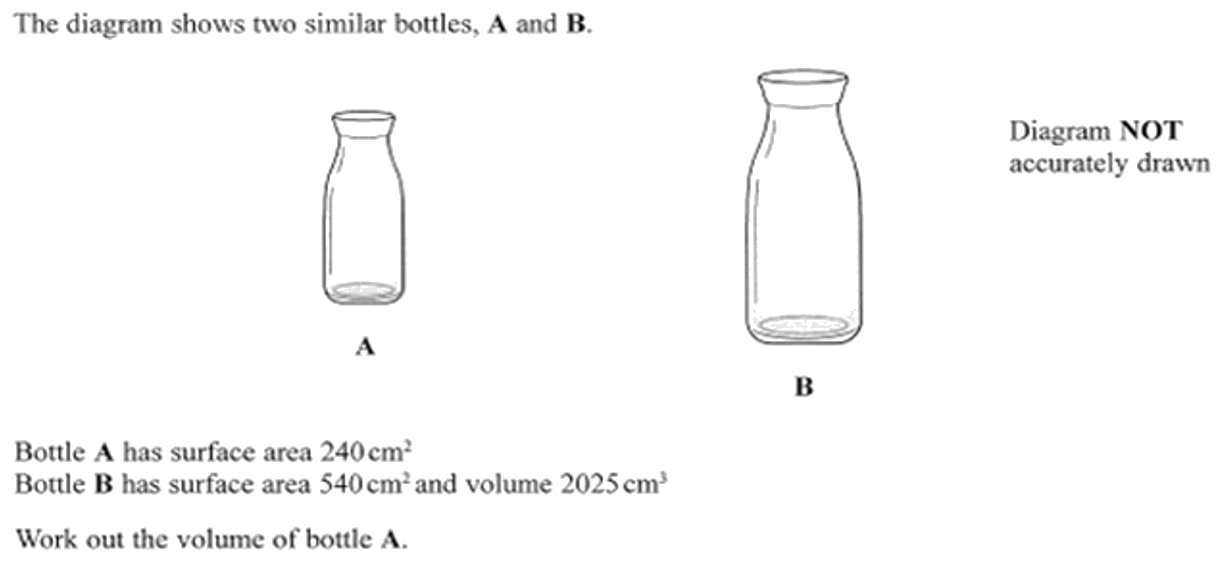 The diagram shows two similar bottles, A and B.
Diagram NOT
accurately drawn
A
B
Bottle A has surface area 240 cm²
Bottle B has surface area 540 cm² and volume 2025 cm³
Work out the volume of bottle A.